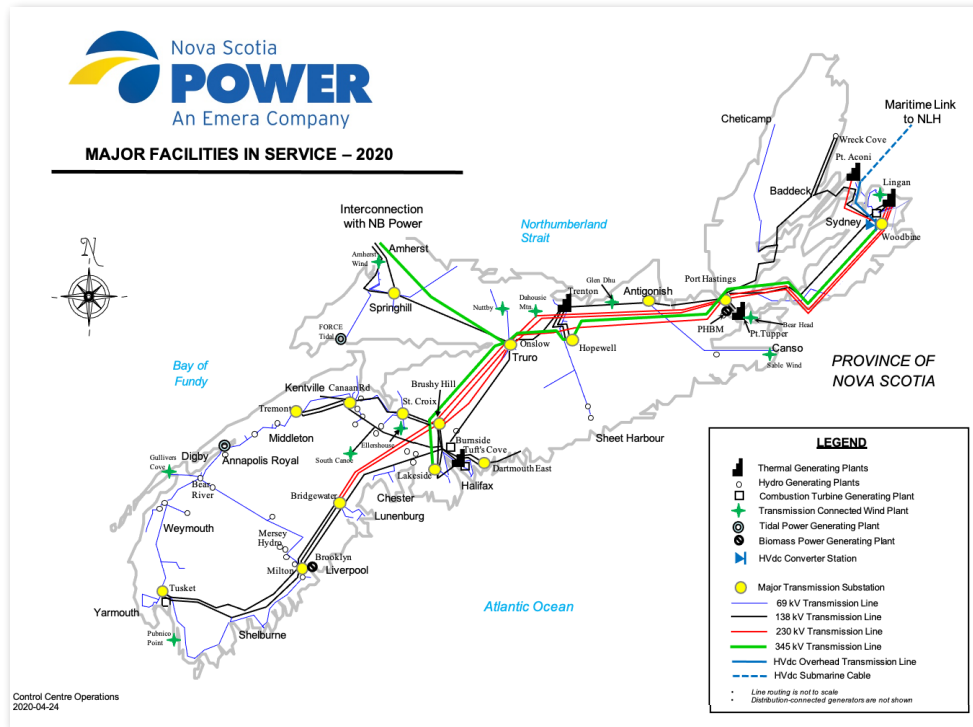 Nova Scotia
POWER
An Emera Company
MAJOR FACILITIES IN SERVICE – 2020
N
Maritime Link
to NLH
Cheticamp
Wreck Cove
Pt. Aconi
Lingan
Baddeck
Sydney
Woodbine
Interconnection
with NB Power
Northumberland
Strait
Amherst
Amherst
Wind
Springhill
Nuttby
Dahousie
Mtn
Trenton
Glen Dhu
Antigonish
Port Hastings
PHBM
Pt.Tupper
Bear Head
FORCE
Tidal
Onslow
Truro
Hopewell
Canso
Sable Wind
PROVINCE OF
NOVA SCOTIA
Bay of
Fundy
Kentville
Canaan Rd
Brushy Hill
St. Croix
Tremont
Middleton
Ellershouse
Burnside
Tuft's Cove
Sheet Harbour
Digby
Annapolis Royal
South Canoe
Gullivers
Cove
Bear
River
Lakeside
Halifax
Dartmouth East
Chester
Bridgewater
Lunenburg
Weymouth
Mersey
Hydro
Brooklyn
Milton
Liverpool
Tusket
Yarmouth
Pubnico
Point
Shelburne
Atlantic Ocean
LEGEND
Thermal Generating Plants
Hydro Generating Plants
Combustion Turbine Generating Plant
Transmission Connected Wind Plant
Tidal Power Generating Plant
Biomass Power Generating Plant
HVdc Converter Station
Major Transmission Substation
69 kV Transmission Line
138 kV Transmission Line
230 kV Transmission Line
345 kV Transmission Line
HVdc Overhead Transmission Line
HVdc Submarine Cable
• Line routing is not to scale
• Distribution-connected generators are not shown
Control Centre Operations
2020-04-24